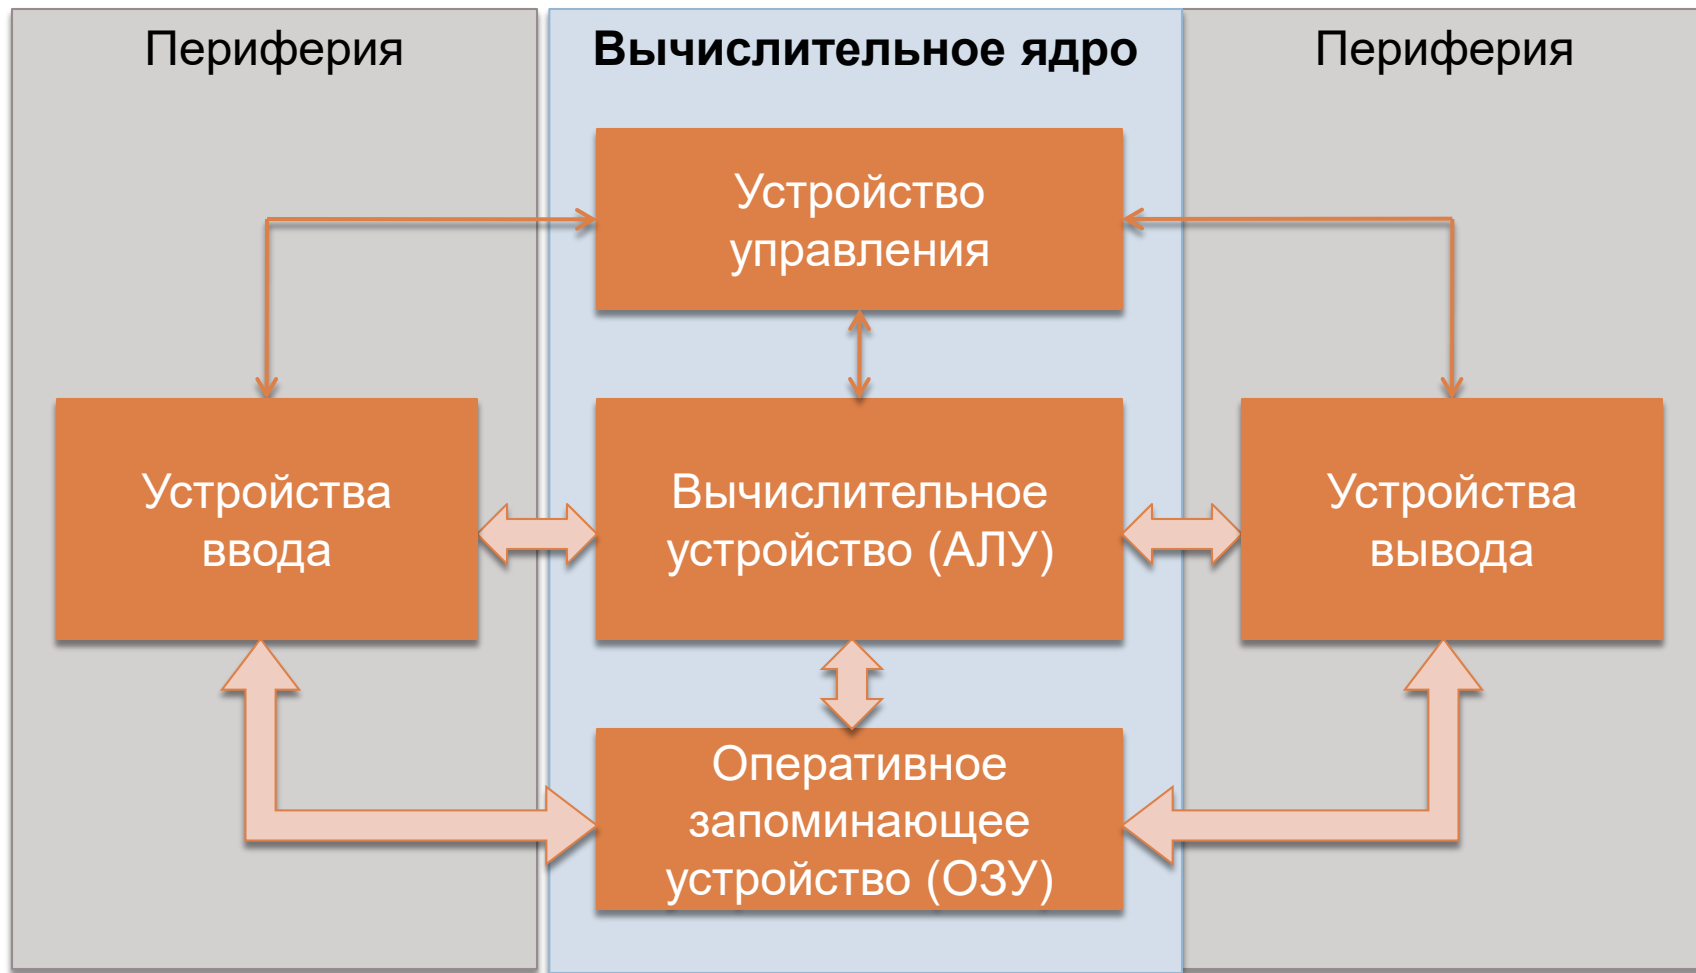 Периферия
Вычислительное ядро
Периферия
Устройство
управления
Устройства
ввода
Вычислительное
устройство (АЛУ)
Устройства
вывода
Оперативное
запоминающее
устройство (ОЗУ)